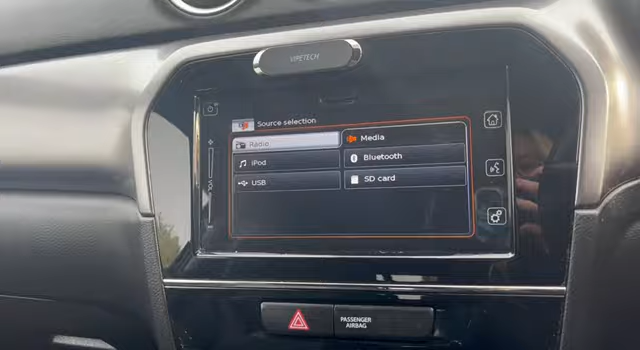 VIPETECH
Source selection
Radio
Media
iPod
Bluetooth
USB
SD card
VOL
PASSENGER
AIRBAG